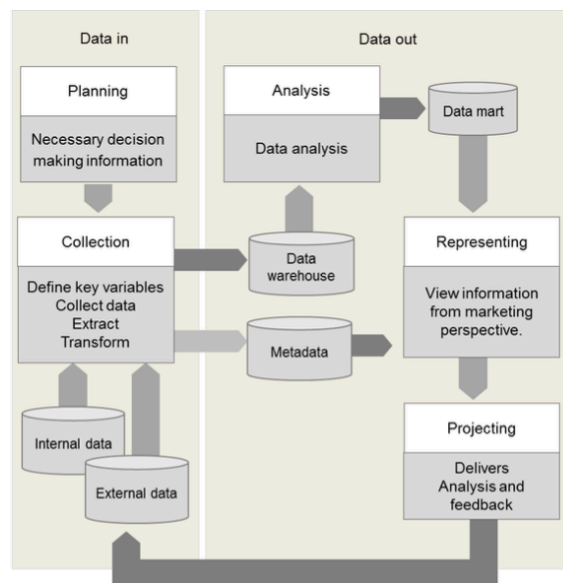 Data in
Data out
Planning
Necessary decision
making information
Analysis
Data analysis
Data mart
Collection
Define key variables
Collect data
Extract
Transform
Data
warehouse
Metadata
Representing
View information
from marketing
perspective.
Internal data
External data
Projecting
Delivers
Analysis and
feedback